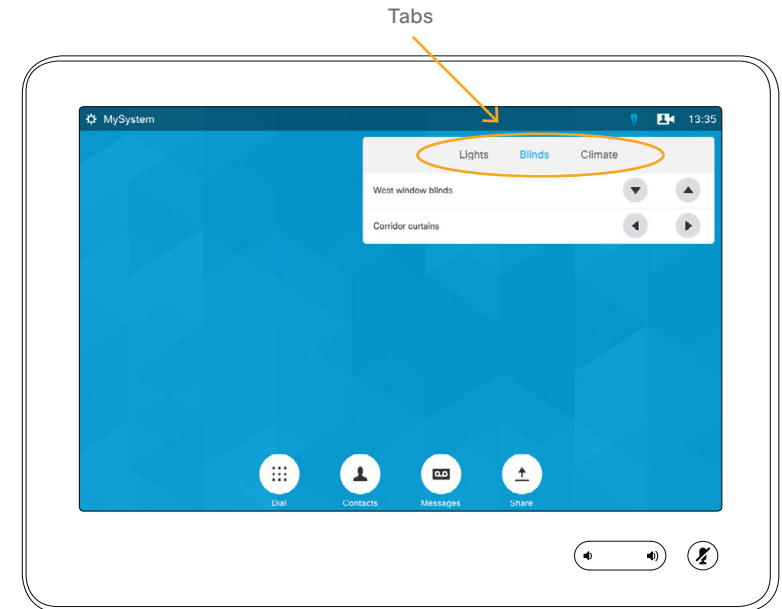 Tabs
MySystem 13:35
Lights Blinds Climate
West window blinds
Corridor curtains
Dial Contacts Messages Share